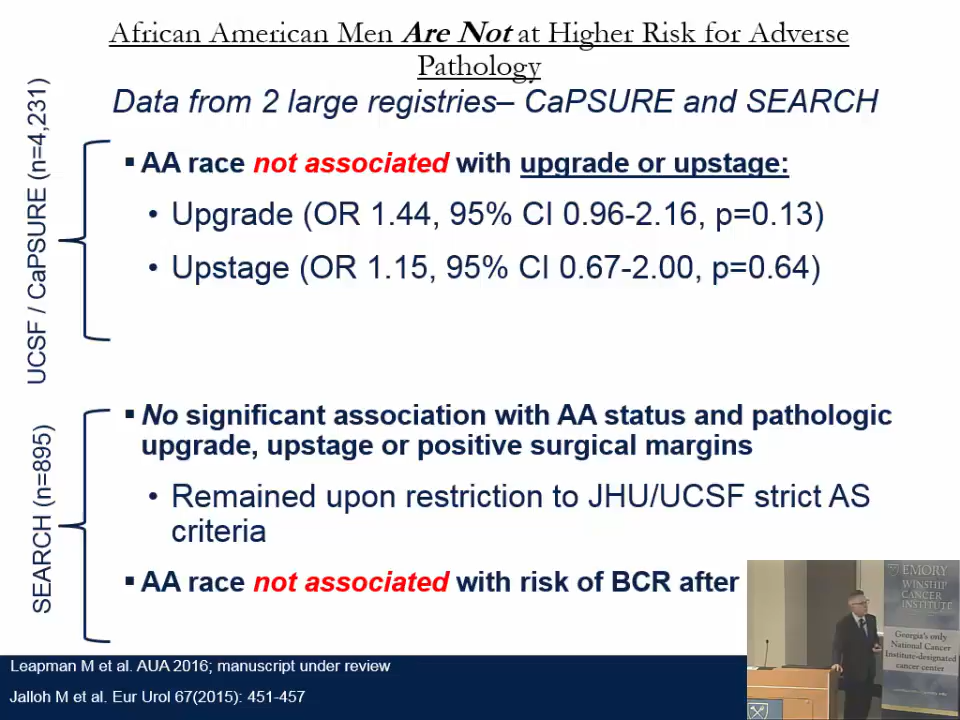 African American Men Are Not at Higher Risk for Adverse
Pathology
Data from 2 large registries– CaPSURE and SEARCH
UCSF / CaPSURE (n=4,231)
▪ AA race not associated with upgrade or upstage:
• Upgrade (OR 1.44, 95% CI 0.96-2.16, p=0.13)
• Upstage (OR 1.15, 95% CI 0.67-2.00, p=0.64)
SEARCH (n=895)
▪ No significant association with AA status and pathologic
upgrade, upstage or positive surgical margins
• Remained upon restriction to JHU/UCSF strict AS
criteria
▪ AA race not associated with risk of BCR after
Leapman M et al. AUA 2016; manuscript under review
Jalloh M et al. Eur Urol 67(2015): 451-457
EMORY
WINSHIP
CANCER
INSTITUTE
Georgia's only
National Cancer
Institute-designated
cancer center